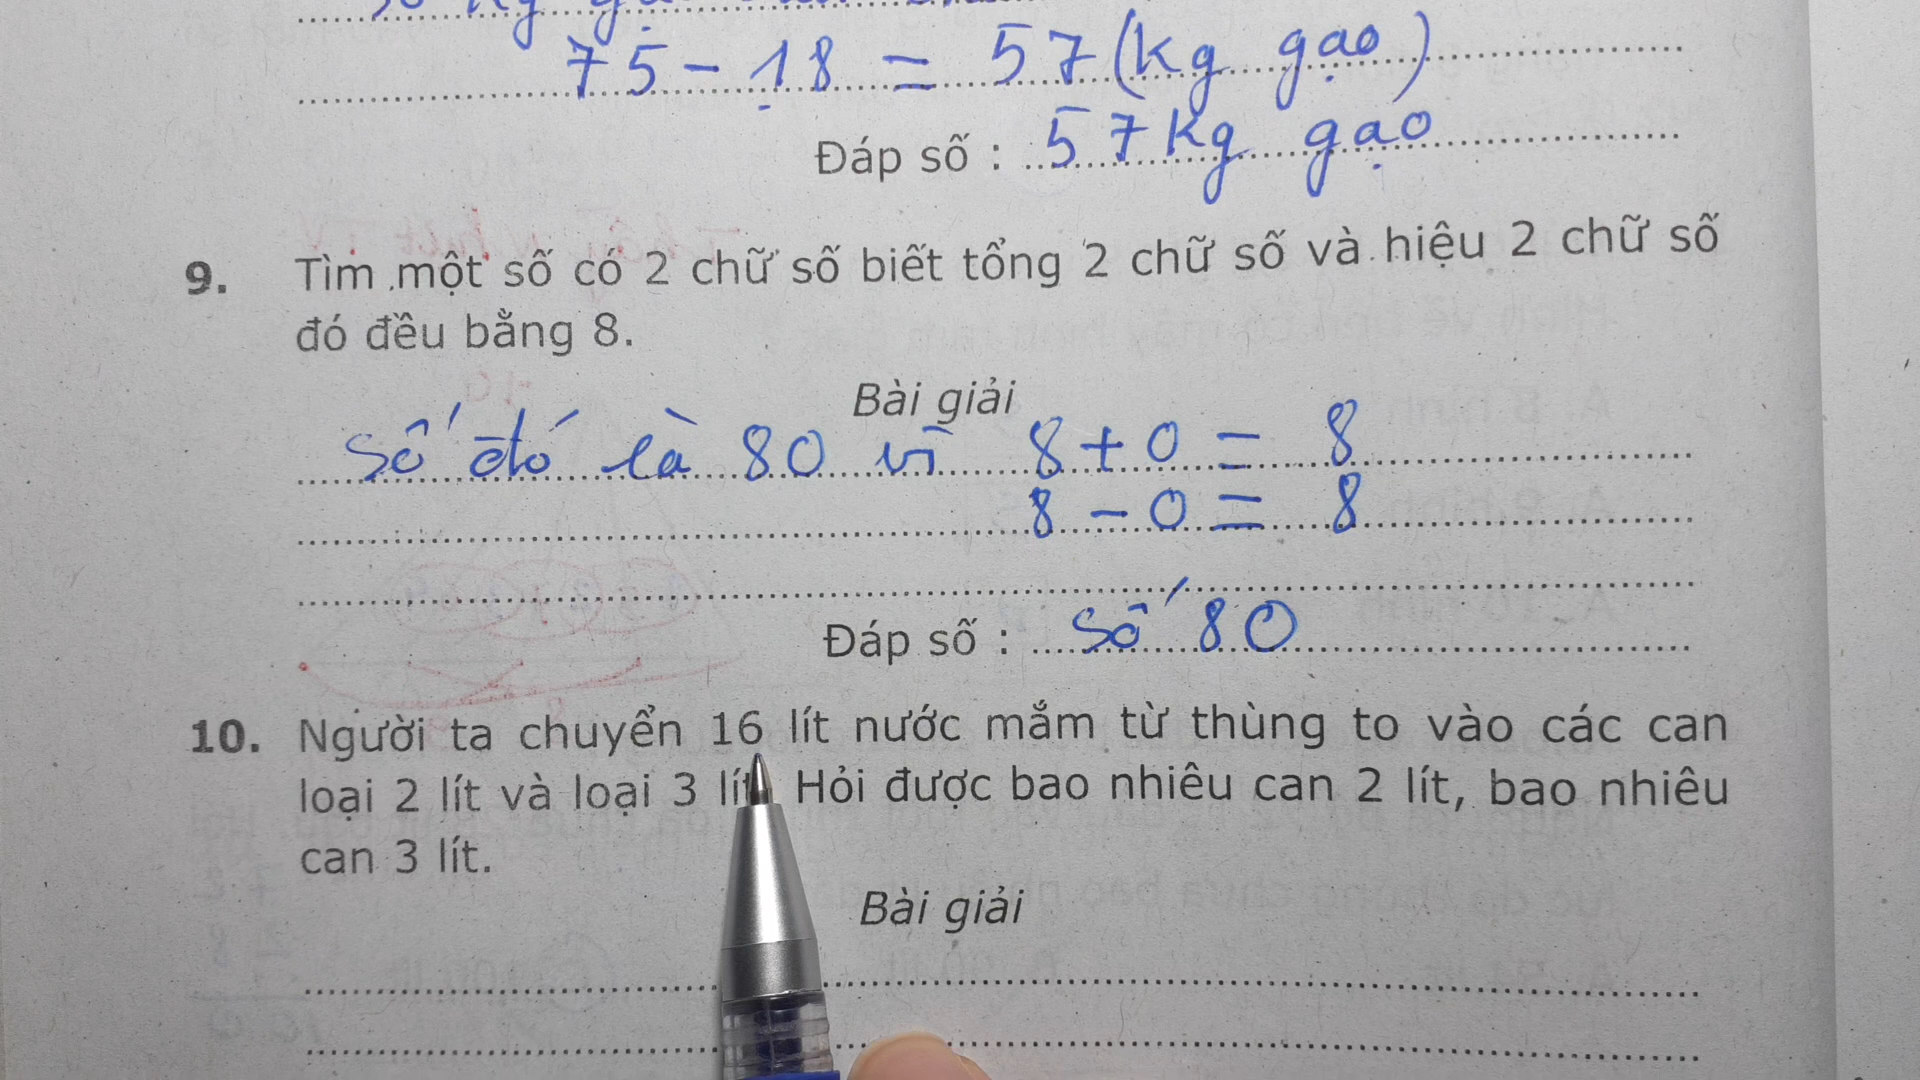 75 - 18 = 57 (kg gạo)
Đáp số : 57 kg gạo
9. Tìm một số có 2 chữ số biết tổng 2 chữ số và hiệu 2 chữ số
đó đều bằng 8.
Bài giải
Số đó là 80 vì 8 + 0 = 8
8 - 0 = 8
Đáp số : Số 80
10. Người ta chuyển 16 lít nước mắm từ thùng to vào các can
loại 2 lít và loại 3 lít. Hỏi được bao nhiêu can 2 lít, bao nhiêu
can 3 lít.
Bài giải